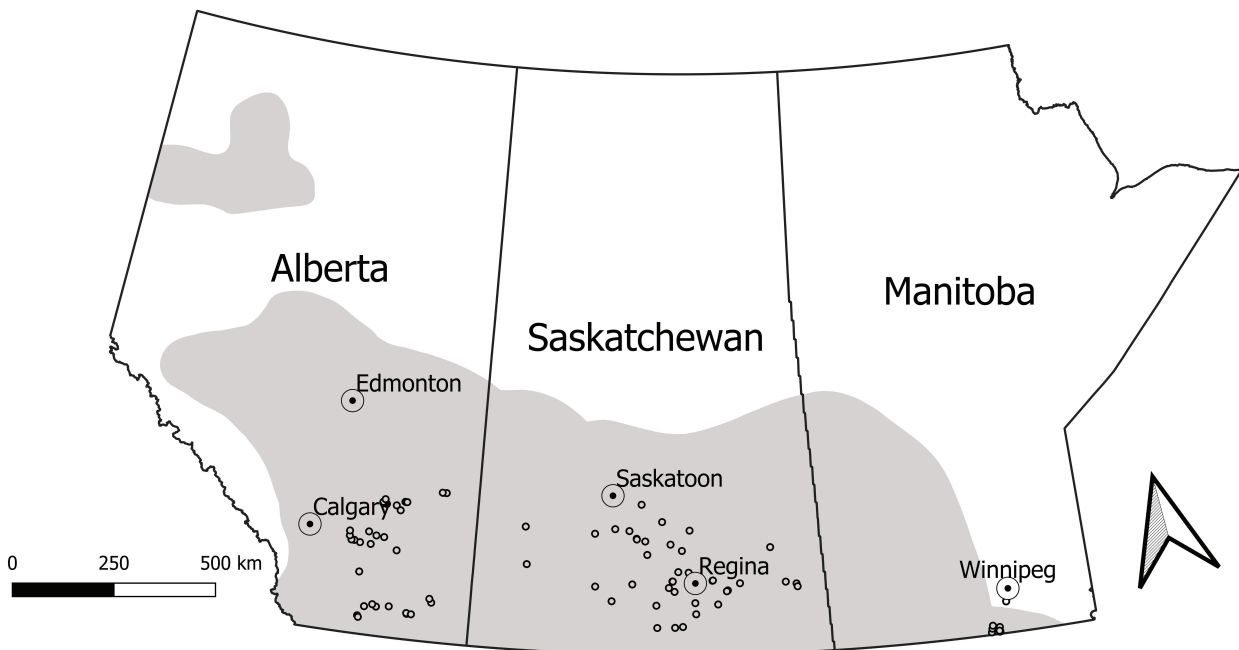 Alberta
Manitoba
Saskatchewan
Edmonton
Saskatoon
Calgary
0 250 500 km
Regina
Winnipeg